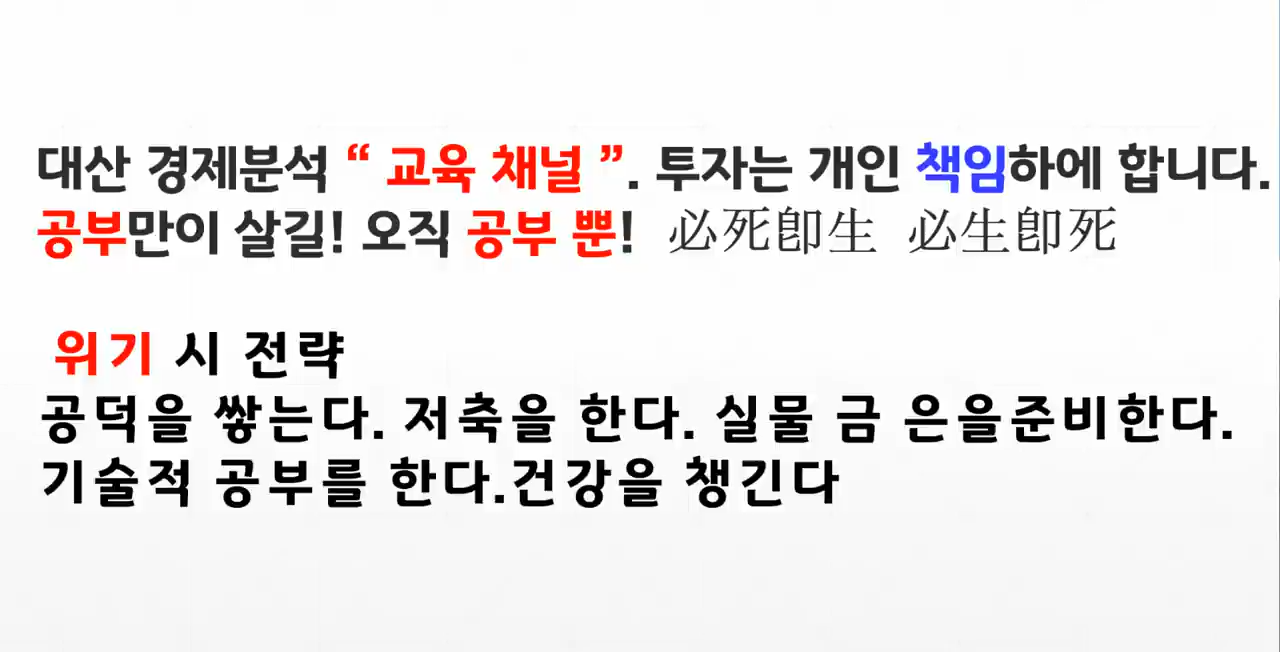 대산 경제분석 “ 교육 채널 ”. 투자는 개인 책임하에 합니다.
공부만이 살길! 오직 공부 뿐! 必死卽生 必生卽死
위기 시 전략
공덕을 쌓는다. 저축을 한다. 실물 금 은을준비한다.
기술적 공부를 한다.건강을 챙긴다